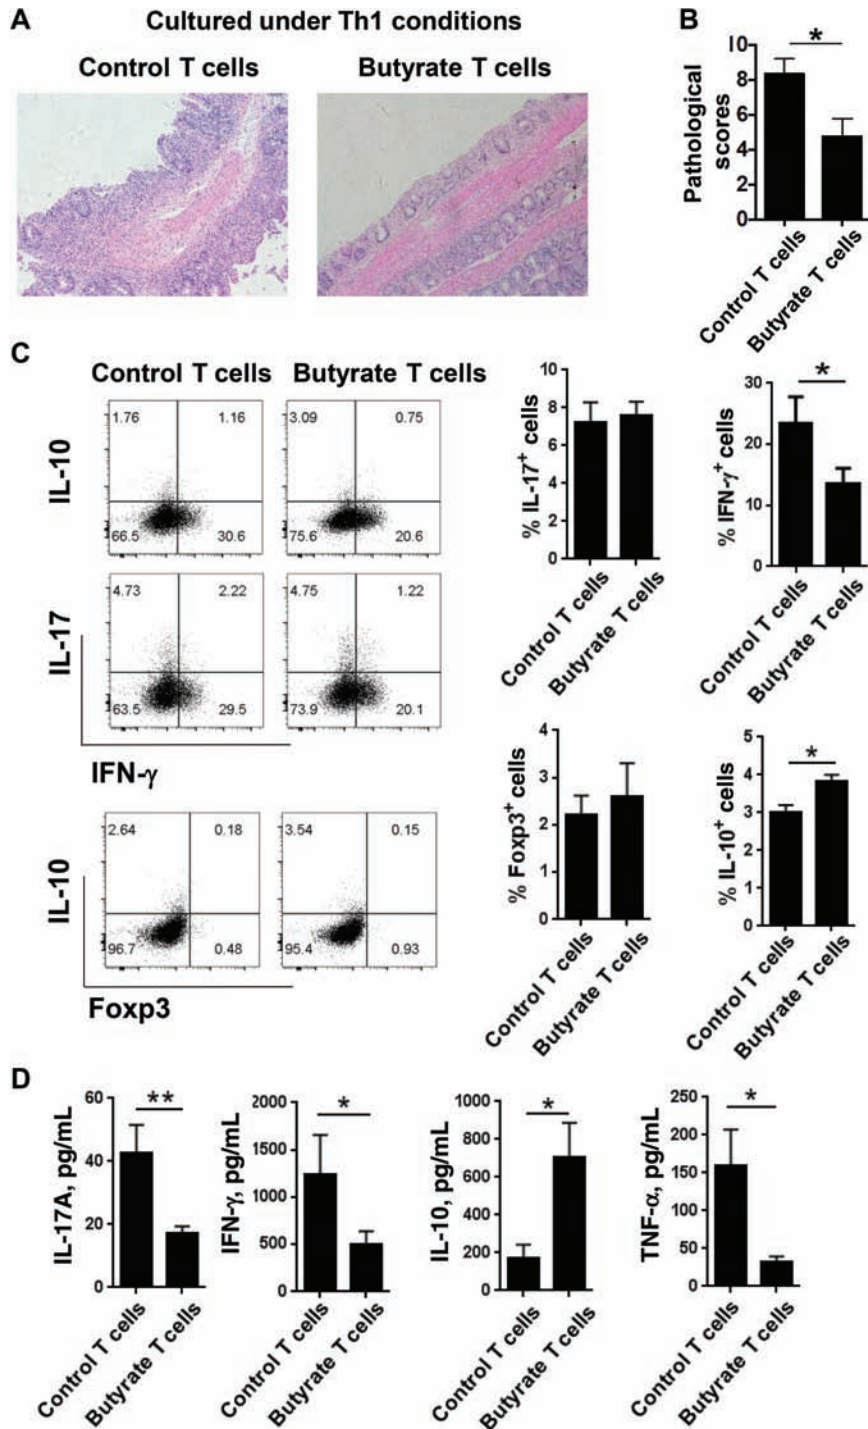 A
Cultured under Th1 conditions
Control T cells
Butyrate T cells
B
Pathological scores
10
8
6
4
2
0
*
Control T cells
Butyrate T cells
C
Control T cells
Butyrate T cells
IL-10
1.76
1.16
66.5
30.6
3.09
0.75
75.6
20.6
IL-17
4.73
2.22
63.5
29.5
4.75
1.22
73.9
20.1
IFN-γ
IL-10
2.64
0.18
96.7
0.48
3.54
0.15
95.4
0.93
Foxp3
% IL-17+ cells
10
8
6
4
2
0
Control T cells
Butyrate T cells
% IFN-γ+ cells
30
20
10
0
*
Control T cells
Butyrate T cells
% Foxp3+ cells
4
3
2
1
0
Control T cells
Butyrate T cells
% IL-10+ cells
5
4
3
2
1
0
*
Control T cells
Butyrate T cells
D
IL-17A, pg/mL
60
40
20
0
**
Control T cells
Butyrate T cells
IFN-γ, pg/mL
2000
1500
1000
500
0
*
Control T cells
Butyrate T cells
IL-10, pg/mL
1000
800
600
400
200
0
*
Control T cells
Butyrate T cells
TNF-α, pg/mL
250
200
150
100
50
0
*
Control T cells
Butyrate T cells